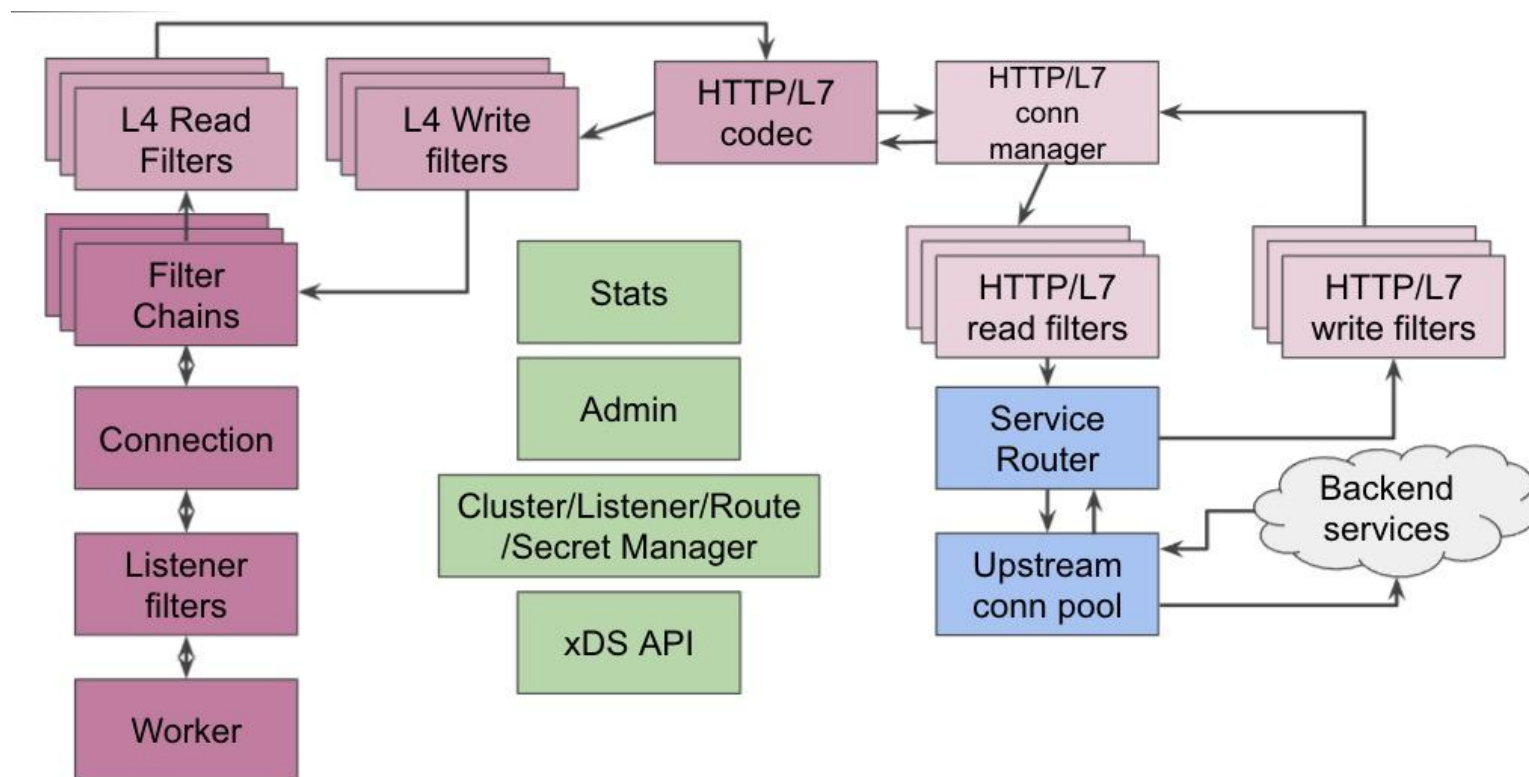 L4 Read
Filters
L4 Write
filters
HTTP/L7
codec
HTTP/L7
conn
manager
Filter
Chains
Stats
HTTP/L7
read filters
HTTP/L7
write filters
Connection
Admin
Service
Router
Backend
services
Cluster/Listener/Route
/Secret Manager
Listener
filters
Upstream
conn pool
xDS API
Worker